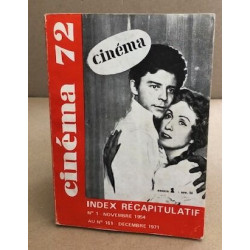 cinéma 72
cinéma
INDEX RÉCAPITULATIF
N° 1 - NOVEMBRE 1954
AU N° 161 DÉCEMBRE 1971